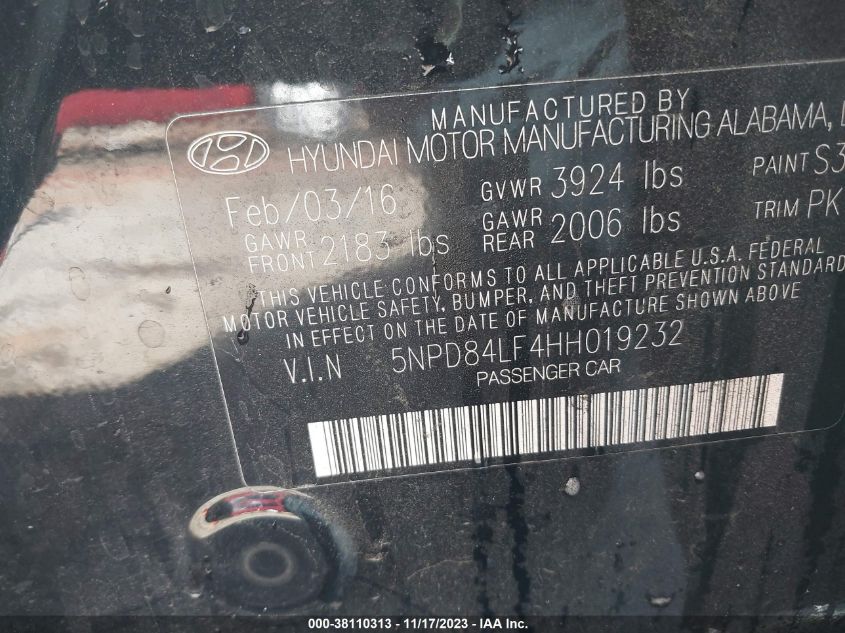 MANUFACTURED BY
HYUNDAI MOTOR MANUFACTURING ALABAMA,
Feb/03/16 GVWR 3924 lbs PAINT S3
GAWR FRONT 2183 lbs GAWR REAR 2006 lbs TRIM PK
THIS VEHICLE CONFORMS TO ALL APPLICABLE U.S.A. FEDERAL
MOTOR VEHICLE SAFETY, BUMPER, AND THEFT PREVENTION STANDARD
IN EFFECT ON THE DATE OF MANUFACTURE SHOWN ABOVE
V.I.N 5NPD84LF4HH019232
PASSENGER CAR
000-38110313 - 11/17/2023 - IAA Inc.